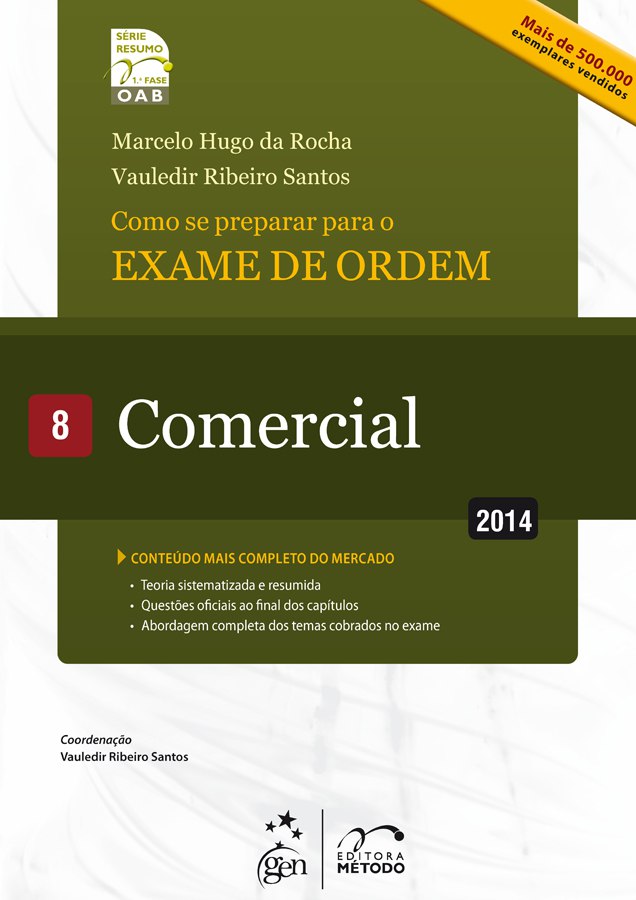 Mais de 500.000
exemplares vendidos
SÉRIE
RESUMO
1.ª FASE
OAB
Marcelo Hugo da Rocha
Vauledir Ribeiro Santos
Como se preparar para o
EXAME DE ORDEM
8
Comercial
2014
CONTEÚDO MAIS COMPLETO DO MERCADO
• Teoria sistematizada e resumida
• Questões oficiais ao final dos capítulos
• Abordagem completa dos temas cobrados no exame
Coordenação
Vauledir Ribeiro Santos
gen
EDITORA
MÉTODO